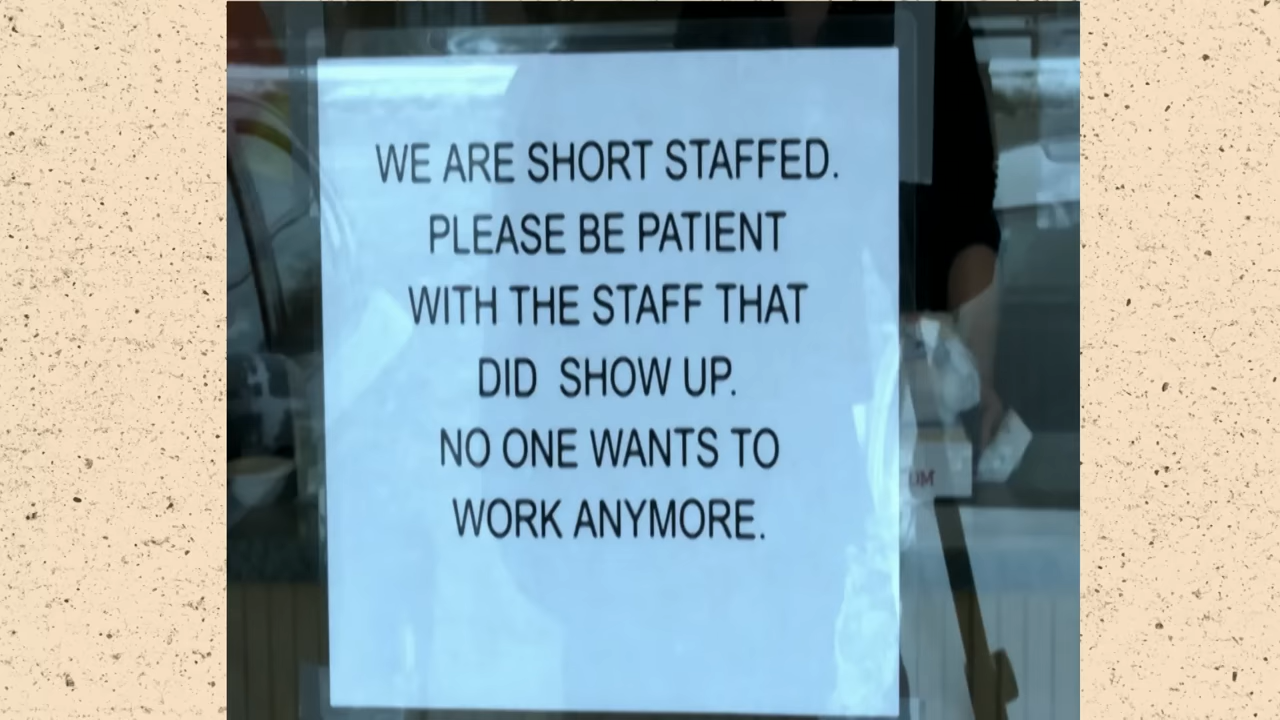 WE ARE SHORT STAFFED.
PLEASE BE PATIENT
WITH THE STAFF THAT
DID  SHOW UP.
NO ONE WANTS TO
WORK ANYMORE.